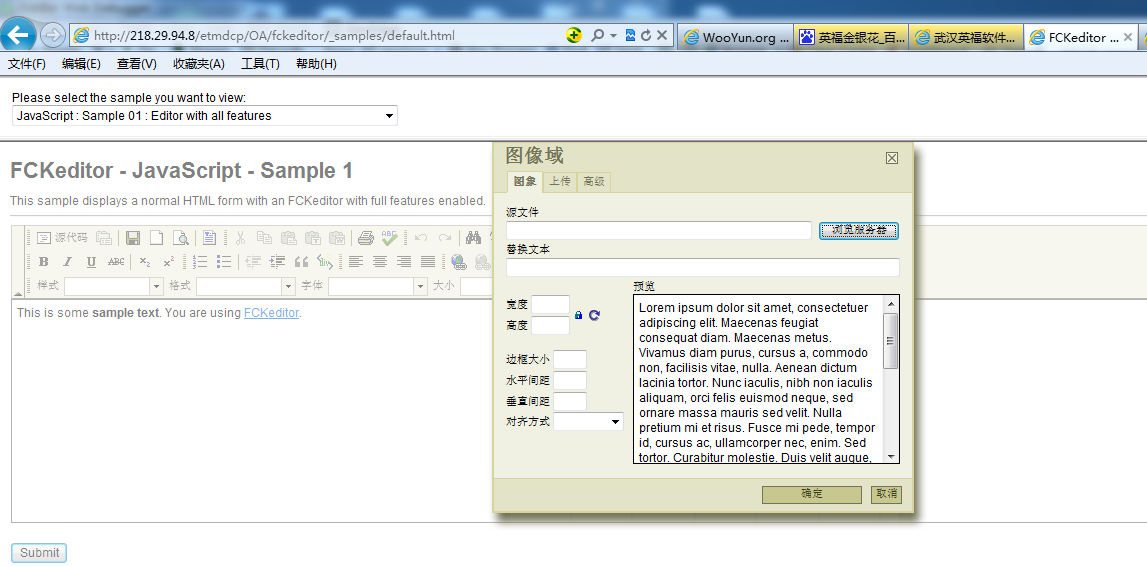 http://218.29.94.8/etmdcp/OA/fckeditor/_samples/default.html
WooYun.org ...
英福金银花_百...
武汉英福软件...
FCKeditor ...
文件(F) 编辑(E) 查看(V) 收藏夹(A) 工具(T) 帮助(H)
Please select the sample you want to view:
JavaScript : Sample 01 : Editor with all features
FCKeditor - JavaScript - Sample 1
This sample displays a normal HTML form with an FCKeditor with full features enabled.
源代码
样式 格式 字体 大小
This is some sample text. You are using FCKeditor.
Submit
图像域
图象 上传 高级
源文件
浏览服务器
替换文本
宽度
高度
边框大小
水平间距
垂直间距
对齐方式
预览
Lorem ipsum dolor sit amet, consectetuer
adipiscing elit. Maecenas feugiat
consequat diam. Maecenas metus.
Vivamus diam purus, cursus a, commodo
non, facilisis vitae, nulla. Aenean dictum
lacinia tortor. Nunc iaculis, nibh non iaculis
aliquam, orci felis euismod neque, sed
ornare massa mauris sed velit. Nulla
pretium mi et risus. Fusce mi pede, tempor
id, cursus ac, ullamcorper nec, enim. Sed
tortor. Curabitur molestie. Duis velit augue,
确定 取消